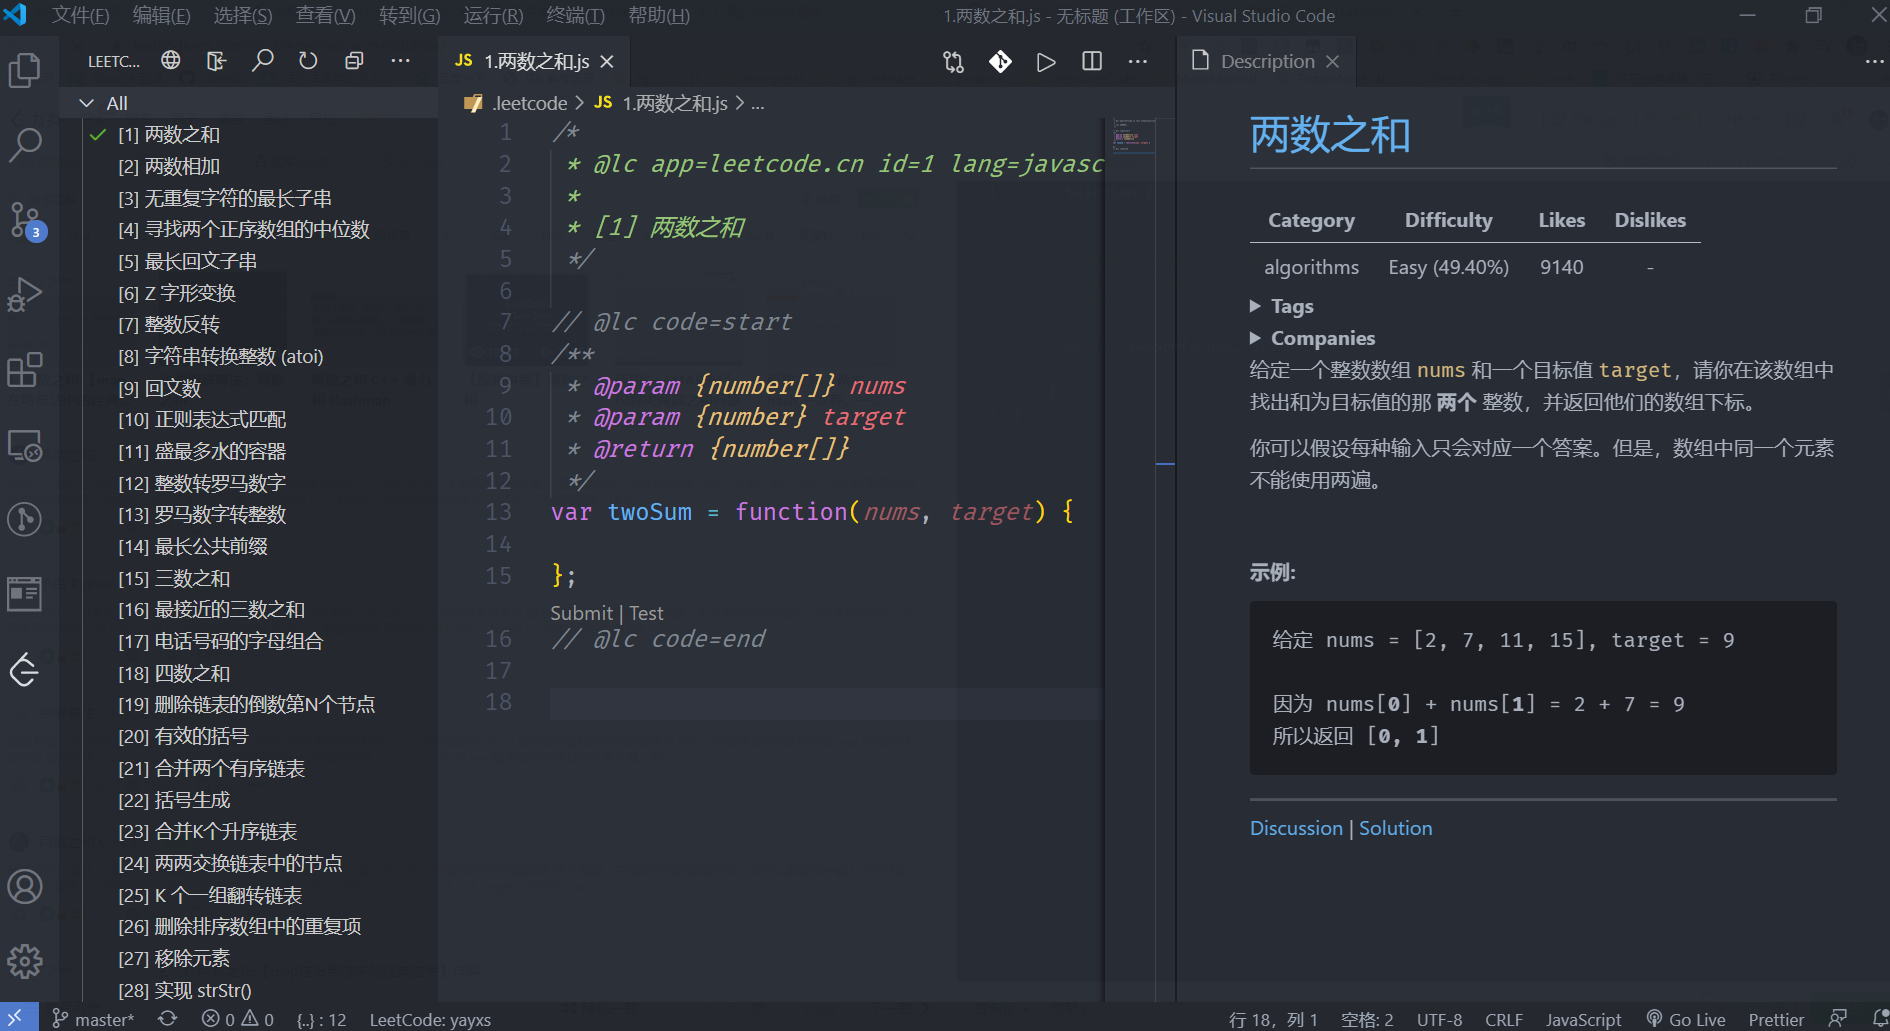 文件(F) 编辑(E) 选择(S) 查看(V) 转到(G) 运行(R) 终端(T) 帮助(H) 1.两数之和.js - 无标题 (工作区) - Visual Studio Code
LEETC...
All
[1] 两数之和
[2] 两数相加
[3] 无重复字符的最长子串
[4] 寻找两个正序数组的中位数
[5] 最长回文子串
[6] Z 字形变换
[7] 整数反转
[8] 字符串转换整数 (atoi)
[9] 回文数
[10] 正则表达式匹配
[11] 盛最多水的容器
[12] 整数转罗马数字
[13] 罗马数字转整数
[14] 最长公共前缀
[15] 三数之和
[16] 最接近的三数之和
[17] 电话号码的字母组合
[18] 四数之和
[19] 删除链表的倒数第N个节点
[20] 有效的括号
[21] 合并两个有序链表
[22] 括号生成
[23] 合并K个升序链表
[24] 两两交换链表中的节点
[25] K 个一组翻转链表
[26] 删除排序数组中的重复项
[27] 移除元素
[28] 实现 strStr()
3
JS 1.两数之和.js
.leetcode > JS 1.两数之和.js > ...
1 /*
2 * @lc app=leetcode.cn id=1 lang=javasc
3 *
4 * [1] 两数之和
5 */
6
7 // @lc code=start
8 /**
9 * @param {number[]} nums
10 * @param {number} target
11 * @return {number[]}
12 */
13 var twoSum = function(nums, target) {
14
15 };
Submit | Test
16 // @lc code=end
17
18
Description
两数之和
Category Difficulty Likes Dislikes
algorithms Easy (49.40%) 9140 -
Tags
Companies
给定一个整数数组 nums 和一个目标值 target，请你在该数组中
找出和为目标值的那 两个 整数，并返回他们的数组下标。
你可以假设每种输入只会对应一个答案。但是，数组中同一个元素
不能使用两遍。
示例:
给定 nums = [2, 7, 11, 15], target = 9
因为 nums[0] + nums[1] = 2 + 7 = 9
所以返回 [0, 1]
Discussion | Solution
master* 0 0 {..} : 12 LeetCode: yayxs 行 18，列 1 空格: 2 UTF-8 CRLF JavaScript Go Live Prettier